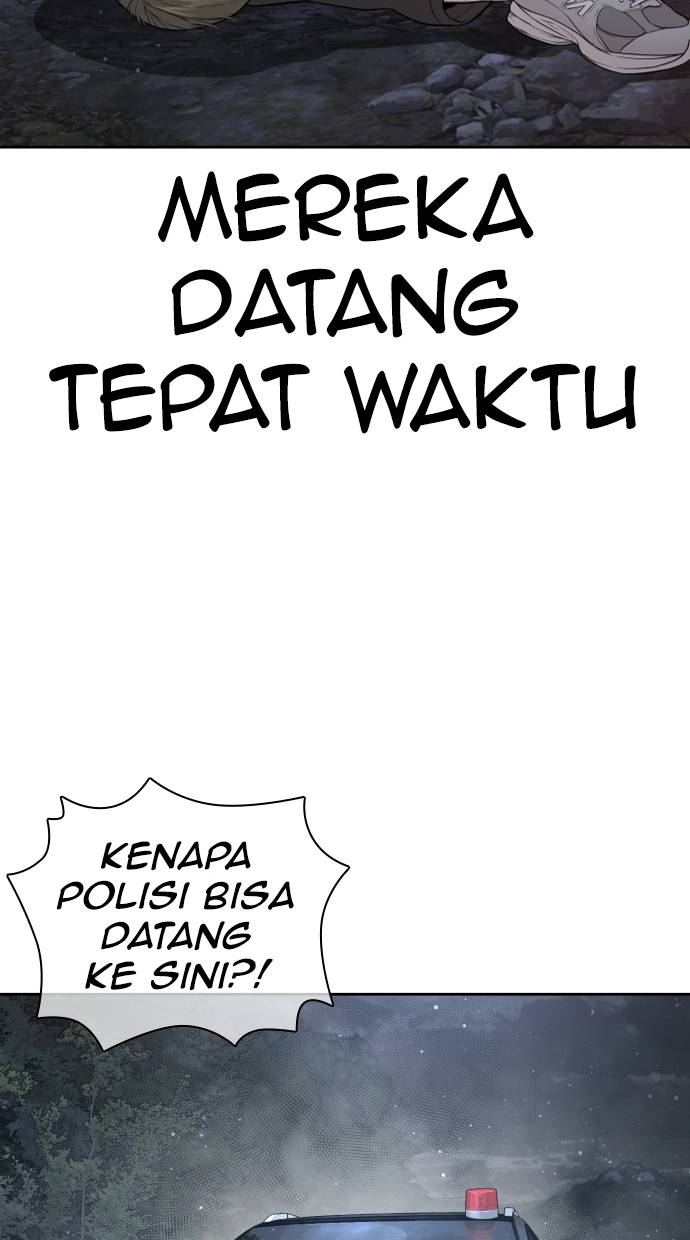 MEREKA
DATANG
TEPAT WAKTU
KENAPA
POLISI BISA
DATANG
KE SINI?!